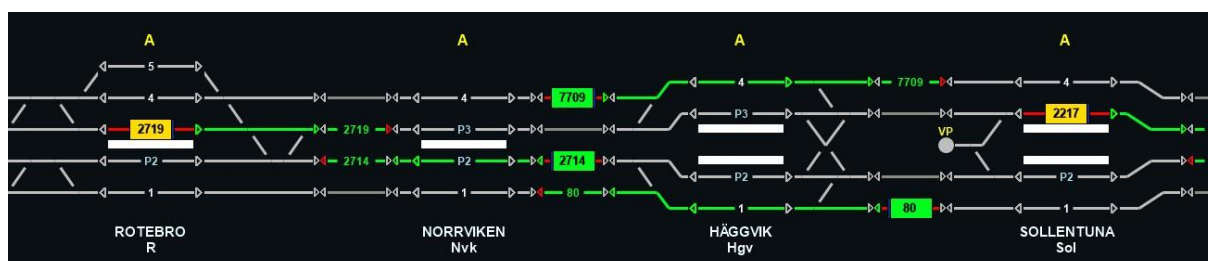 A A A A
5
4 4 7709 4 7709 4
2719 2719 P3 P3 2217
VP
P2 2714 P2 2714 P2 P2
1 1 80 1 80 1
ROTEBRO NORRVIKEN HÄGGVIK SOLLENTUNA
R Nvk Hgv Sol